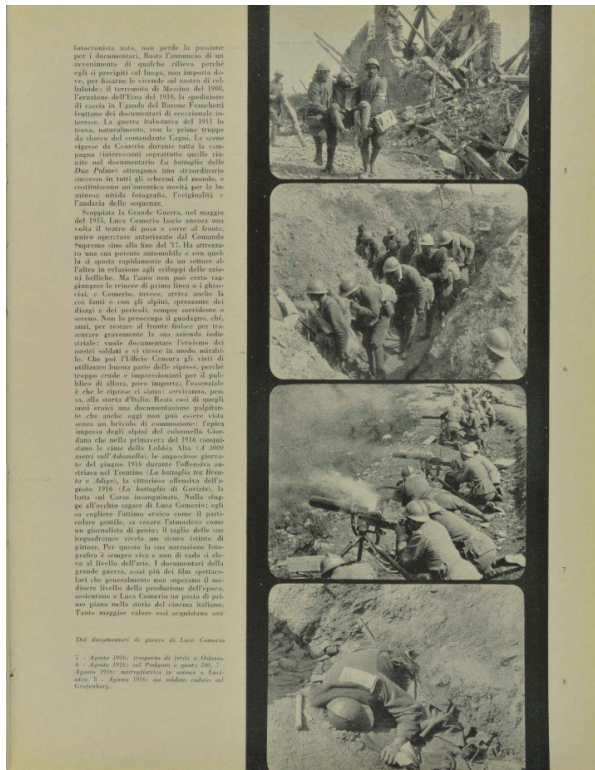 fotocronista nato, non perde la passione
per i documentari. Basta l'annuncio di un
avvenimento di qualche rilievo perché
egli si precipiti sul luogo, non importa do-
ve, per fissarne le vicende sul nastro di cel-
luloide: il terremoto di Messina del 1908,
l'eruzione dell'Etna del 1910, la spedizione
di caccia in Uganda del Barone Franchetti
fruttano dei documentari di eccezionale in-
teresse. La guerra italo-turca del 1911 lo
trova, naturalmente, con le prime truppe
da sbarco del comandante Cagni. Le scene
riprese da Comerio durante tutta la cam-
pagna (interessanti soprattutto quelle riu-
nite nel documentario La battaglia delle
Due Palme) ottengono uno straordinario
successo in tutti gli schermi del mondo, e
costituiscono un'autentica novità per la lu-
minosa nitida fotografia, l'originalità e
l'audacia delle sequenze.
Scoppiata la Grande Guerra, nel maggio
del 1915, Luca Comerio lascia ancora una
volta il teatro di posa e corre al fronte,
unico operatore autorizzato dal Comando
Supremo sino alla fine del '17. Ha attrezza-
to una sua potente automobile e con quel-
la si sposta rapidamente da un settore al-
l'altro in relazione agli sviluppi delle azio-
ni belliche. Ma l'auto non può certo rag-
giungere le trincee di prima linea o i ghiac-
ciai, e Comerio, invece, arriva anche là
coi fanti e con gli alpini, sprezzante dei
disagi e dei pericoli, sempre sorridente e
sereno. Non lo preoccupa il guadagno, ché,
anzi, per restare al fronte finisce per tra-
scurare gravemente la sua azienda indu-
striale: vuole documentare l'eroismo dei
nostri soldati e vi riesce in modo mirabi-
le. Che poi l'Ufficio Censura gli vieti di
utilizzare buona parte delle riprese, perché
troppo crude e impressionanti per il pub-
blico di allora, poco importa; l'essenziale
è che le riprese ci siano: serviranno, pen-
sa, alla storia d'Italia. Resta così di quegli
anni eroici una documentazione palpitan-
te che anche oggi non può essere vista
senza un brivido di commozione: l'epica
impresa degli alpini del colonnello Gior-
dana che nella primavera del 1916 conqui-
stano le cime della Lobbia Alta (A 3000
metri sull'Adamello), le angosciose giorna-
te del giugno 1916 durante l'offensiva au-
striaca nel Trentino (La battaglia tra Bren-
ta e Adige), la vittoriosa offensiva dell'a-
gosto 1916 (La battaglia di Gorizia), la
lotta sul Carso insanguinato. Nulla sfug-
ge all'occhio sagace di Luca Comerio; egli
sa cogliere l'attimo eroico come il parti-
colare gentile, sa creare l'atmosfera come
un giornalista di genio; il taglio delle sue
inquadrature rivela un sicuro istinto di
pittore. Per questo la sua narrazione foto-
grafica è sempre viva e non di rado si ele-
va al livello dell'arte. I documentari della
grande guerra, assai più dei film spettaco-
lari che generalmente non superano il me-
diocre livello della produzione dell'epoca,
assicurano a Luca Comerio un posto di pri-
mo piano nella storia del cinema italiano.
Tanto maggior valore essi acquistano ove
Dai documentari di guerra di Luca Comerio
5 - Agosto 1916: trasporto di feriti a Oslavia.
6 - Agosto 1916: sul Podgora a quota 240. 7 -
Agosto 1916: mitragliatrice in azione a Luci-
nico. 8 - Agosto 1916: un soldato caduto sul
Grafenberg.
5
6
7
8